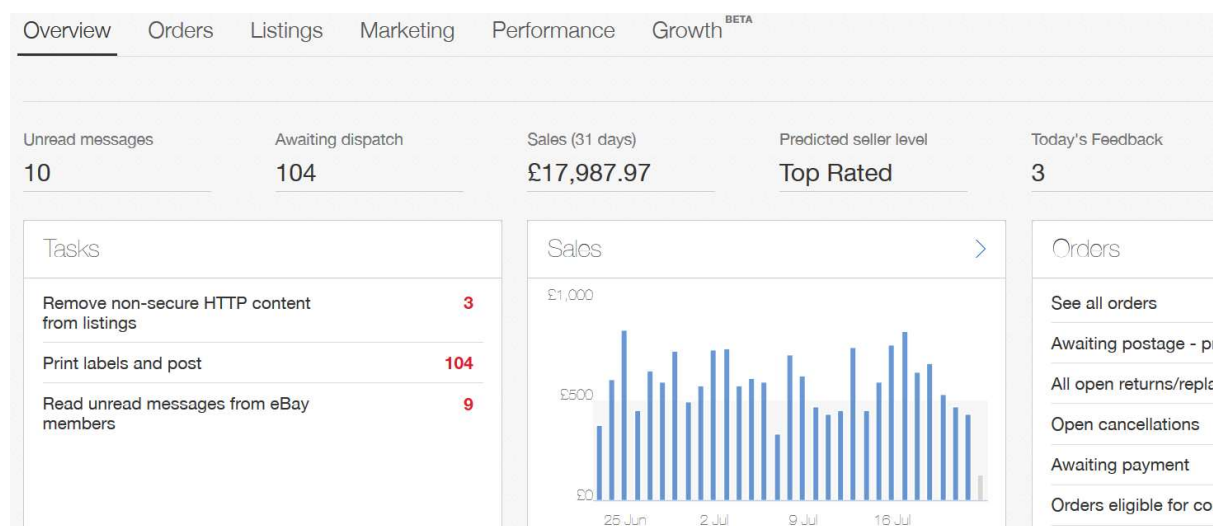 Overview Orders Listings Marketing Performance Growth BETA
Unread messages Awaiting dispatch Sales (31 days) Predicted seller level Today's Feedback
10 104 £17,987.97 Top Rated 3
Tasks
Remove non-secure HTTP content 3
from listings
Print labels and post 104
Read unread messages from eBay 9
members
Sales
£1,000
£500
£0
25 Jun 2 Jul 9 Jul 16 Jul
Orders
See all orders
Awaiting postage - pr
All open returns/repla
Open cancellations
Awaiting payment
Orders eligible for co